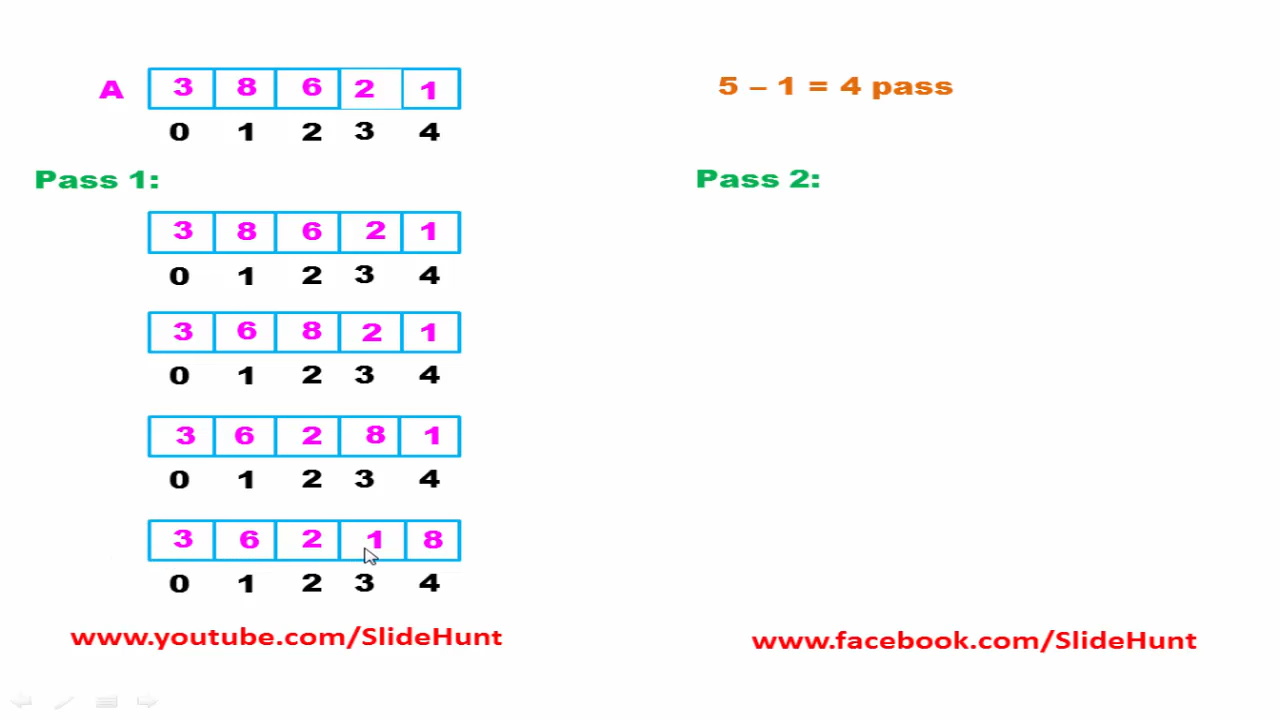 A 3 8 6 2 1
0 1 2 3 4
5 – 1 = 4 pass
Pass 1:
3 8 6 2 1
0 1 2 3 4
3 6 8 2 1
0 1 2 3 4
3 6 2 8 1
0 1 2 3 4
3 6 2 1 8
0 1 2 3 4
www.youtube.com/SlideHunt
Pass 2:
www.facebook.com/SlideHunt